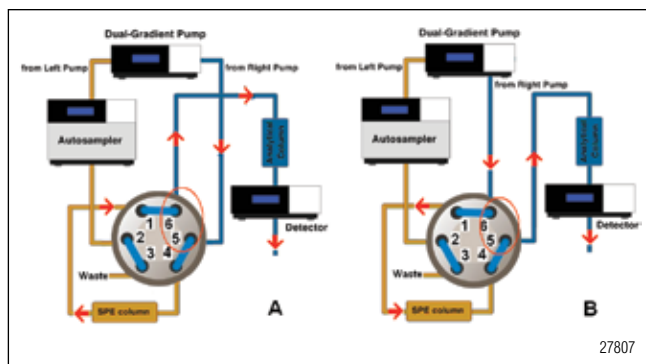 Dual-Gradient Pump
from Left Pump
from Right Pump
Autosampler
Analytical
Column
Detector
1
6
2
5
3
4
Waste
SPE column
A
Dual-Gradient Pump
from Left Pump
from Right Pump
Autosampler
Analytical
Column
Detector
1
6
2
5
3
4
Waste
SPE column
B
27807